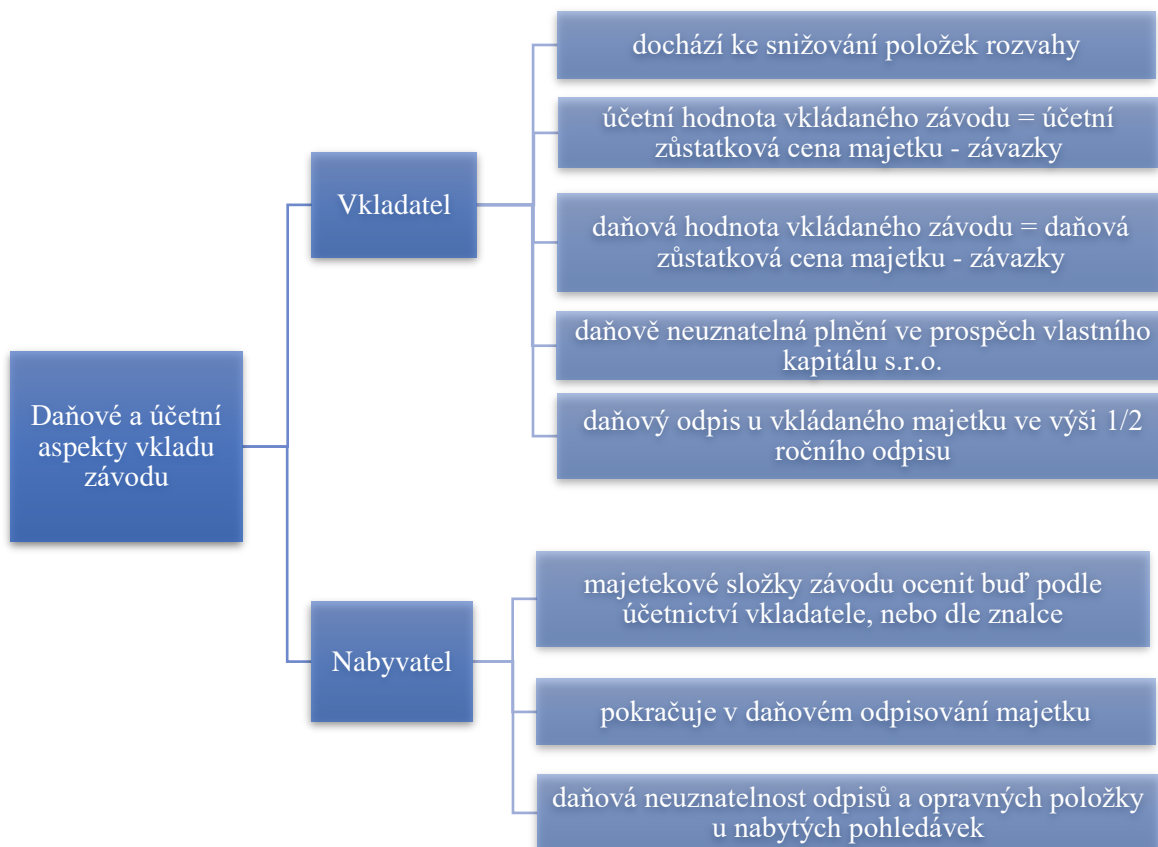 Daňové a účetní
aspekty vkladu
závodu
Vkladatel
dochází ke snižování položek rozvahy
účetní hodnota vkládaného závodu = účetní
zůstatková cena majetku - závazky
daňová hodnota vkládaného závodu = daňová
zůstatková cena majetku - závazky
daňově neuznatelná plnění ve prospěch vlastního
kapitálu s.r.o.
daňový odpis u vkládaného majetku ve výši 1/2
ročního odpisu
Nabyvatel
majetekové složky závodu ocenit buď podle
účetnictví vkladatele, nebo dle znalce
pokračuje v daňovém odpisování majetku
daňová neuznatelnost odpisů a opravných položky
u nabytých pohledávek